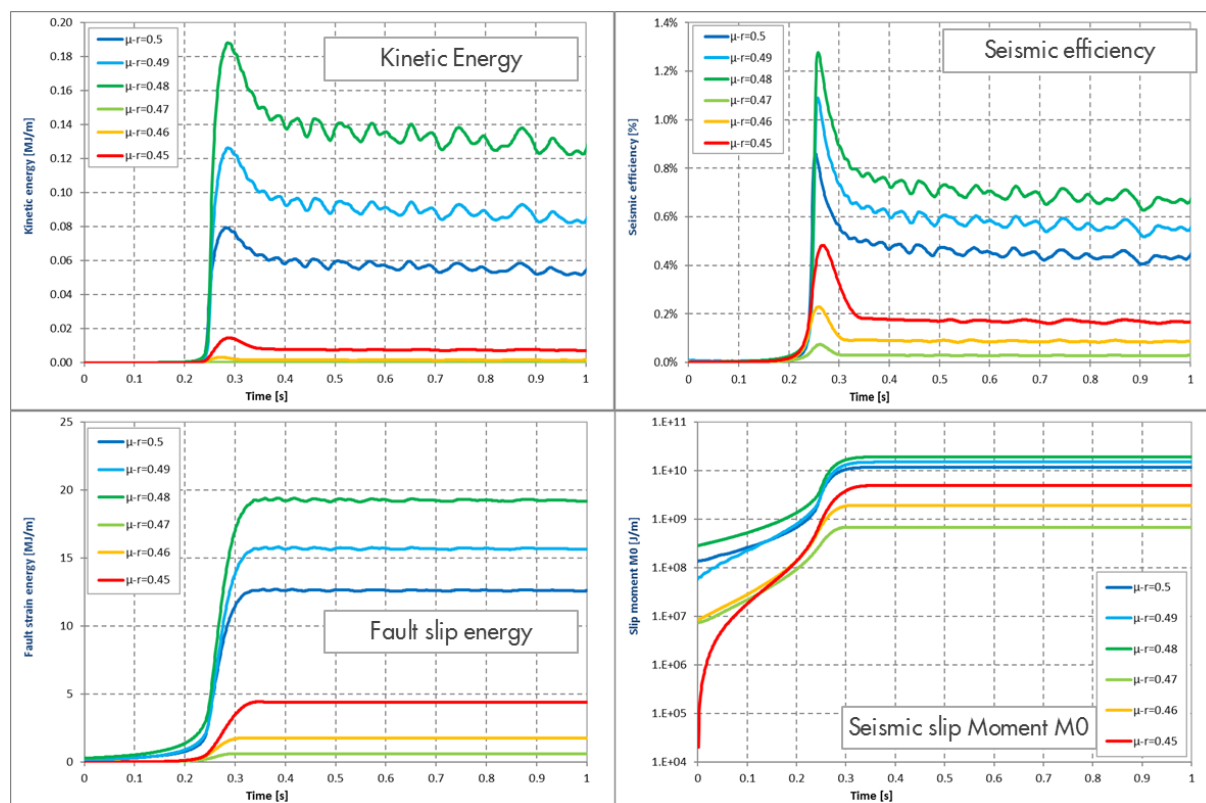 Kinetic Energy
μ-r=0.5
μ-r=0.49
μ-r=0.48
μ-r=0.47
μ-r=0.46
μ-r=0.45
Kinetic energy [MJ/m]
0.20
0.18
0.16
0.14
0.12
0.10
0.08
0.06
0.04
0.02
0.00
0 0.1 0.2 0.3 0.4 0.5 0.6 0.7 0.8 0.9 1
Time [s]
Seismic efficiency
μ-r=0.5
μ-r=0.49
μ-r=0.48
μ-r=0.47
μ-r=0.46
μ-r=0.45
Seismic efficiency [%]
1.4%
1.2%
1.0%
0.8%
0.6%
0.4%
0.2%
0.0%
0 0.1 0.2 0.3 0.4 0.5 0.6 0.7 0.8 0.9 1
Time [s]
μ-r=0.5
μ-r=0.49
μ-r=0.48
μ-r=0.47
μ-r=0.46
μ-r=0.45
Fault slip energy
Fault strain energy [MJ/m]
25
20
15
10
5
0
0 0.1 0.2 0.3 0.4 0.5 0.6 0.7 0.8 0.9 1
Time [s]
Slip moment M0 [J/m]
1.E+11
1.E+10
1.E+09
1.E+08
1.E+07
1.E+06
1.E+05
1.E+04
μ-r=0.5
μ-r=0.49
μ-r=0.48
μ-r=0.47
μ-r=0.46
μ-r=0.45
Seismic slip Moment M0
0 0.1 0.2 0.3 0.4 0.5 0.6 0.7 0.8 0.9 1
Time [s]